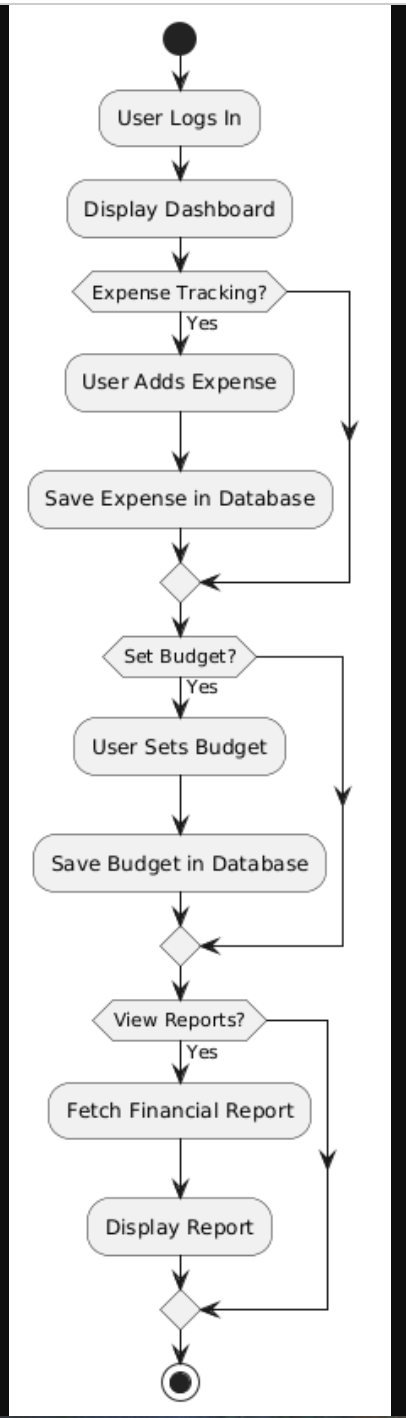 User Logs In
Display Dashboard
Expense Tracking?
Yes
User Adds Expense
Save Expense in Database
Set Budget?
Yes
User Sets Budget
Save Budget in Database
View Reports?
Yes
Fetch Financial Report
Display Report